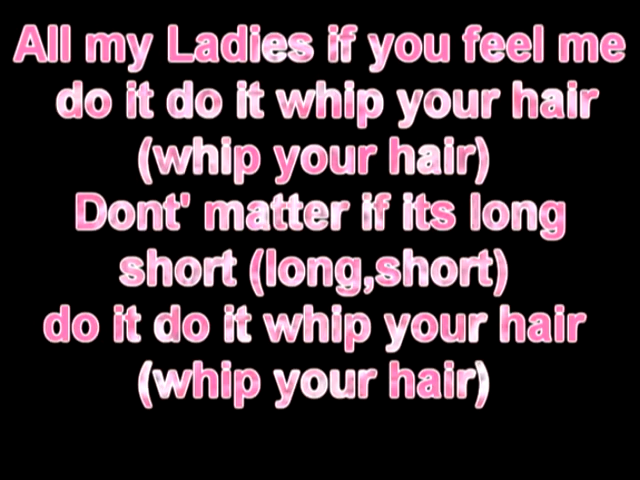 All my Ladies if you feel me
do it do it whip your hair
(whip your hair)
Dont' matter if its long
short (long,short)
do it do it whip your hair
(whip your hair)